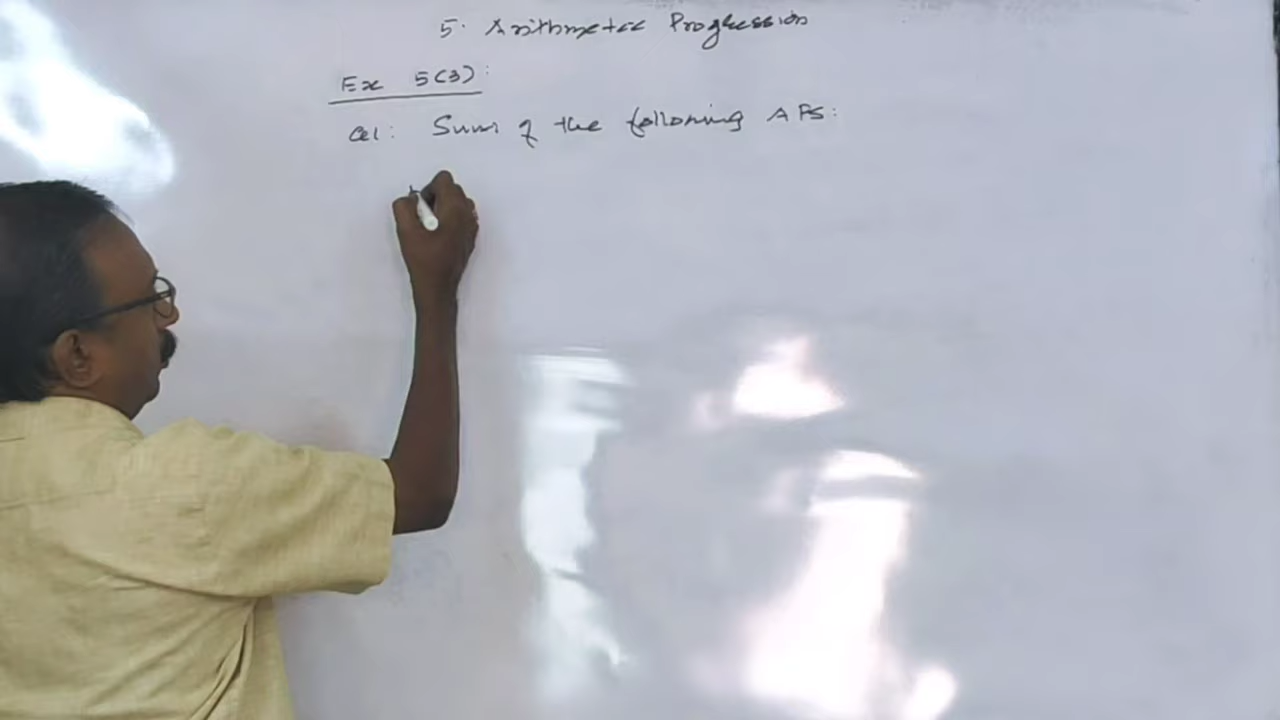 5. Arithmetic Progression
Ex 5(3):
Q1: Sum of the following APS: